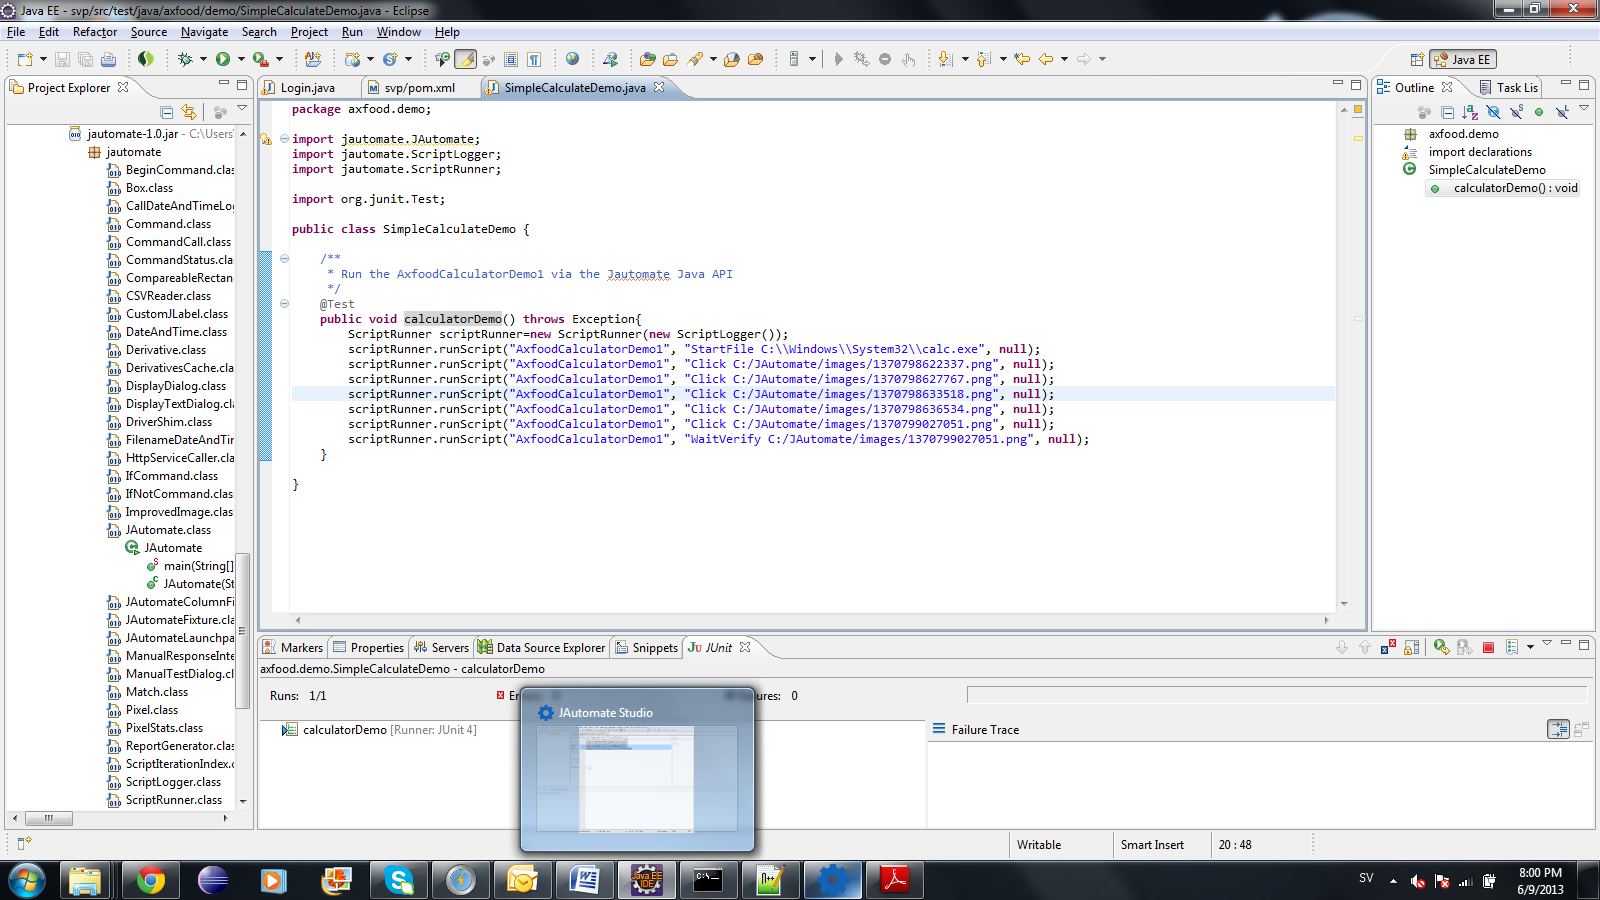 Java EE - svp/src/test/java/axfood/demo/SimpleCalculateDemo.java - Eclipse
File Edit Refactor Source Navigate Search Project Run Window Help
Java EE
Project Explorer
Login.java svp/pom.xml SimpleCalculateDemo.java
Outline Task Lis
jautomate-1.0.jar - C:\Users\
jautomate
BeginCommand.clas
Box.class
CallDateAndTimeLo
Command.class
CommandCall.class
CommandStatus.cla
CompareableRectan
CSVReader.class
CustomJLabel.class
DateAndTime.class
Derivative.class
DerivativesCache.cla
DisplayDialog.class
DisplayTextDialog.cl
DriverShim.class
FilenameDateAndTim
HttpServiceCaller.cla
IfCommand.class
IfNotCommand.clas
ImprovedImage.class
JAutomate.class
JAutomate
main(String[]
JAutomate(St
JAutomateColumnFi
JAutomateFixture.cla
JAutomateLaunchpa
ManualResponseInte
ManualTestDialog.cl
Match.class
Pixel.class
PixelStats.class
ReportGenerator.class
ScriptIterationIndex.c
ScriptLogger.class
ScriptRunner.class
package axfood.demo;
import jautomate.JAutomate;
import jautomate.ScriptLogger;
import jautomate.ScriptRunner;
import org.junit.Test;
public class SimpleCalculateDemo {
/**
* Run the AxfoodCalculatorDemo1 via the Jautomate Java API
*/
@Test
public void calculatorDemo() throws Exception{
ScriptRunner scriptRunner=new ScriptRunner(new ScriptLogger());
scriptRunner.runScript("AxfoodCalculatorDemo1", "StartFile C:\\Windows\\System32\\calc.exe", null);
scriptRunner.runScript("AxfoodCalculatorDemo1", "Click C:/JAutomate/images/1370798622337.png", null);
scriptRunner.runScript("AxfoodCalculatorDemo1", "Click C:/JAutomate/images/1370798627767.png", null);
scriptRunner.runScript("AxfoodCalculatorDemo1", "Click C:/JAutomate/images/1370798633518.png", null);
scriptRunner.runScript("AxfoodCalculatorDemo1", "Click C:/JAutomate/images/1370798636534.png", null);
scriptRunner.runScript("AxfoodCalculatorDemo1", "Click C:/JAutomate/images/1370799027051.png", null);
scriptRunner.runScript("AxfoodCalculatorDemo1", "WaitVerify C:/JAutomate/images/1370799027051.png", null);
}
}
axfood.demo
import declarations
SimpleCalculateDemo
calculatorDemo() : void
Markers Properties Servers Data Source Explorer Snippets JUnit
axfood.demo.SimpleCalculateDemo - calculatorDemo
Runs: 1/1 0
calculatorDemo [Runner: JUnit 4]
Failure Trace
JAutomate Studio
Writable Smart Insert 20 : 48
Java EE IDE
SV
8:00 PM
6/9/2013